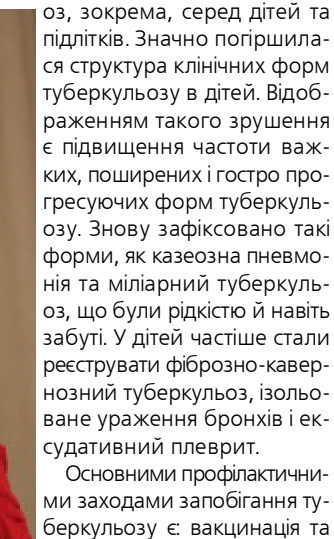 оз, зокрема, серед дітей та
підлітків. Значно погіршила-
ся структура клінічних форм
туберкульозу в дітей. Відоб-
раженням такого зрушення
є підвищення частоти важ-
ких, поширених і гостро про-
гресуючих форм туберкуль-
озу. Знову зафіксовано такі
форми, як казеозна пневмо-
нія та міліарний туберкуль-
оз, що були рідкістю й навіть
забуті. У дітей частіше стали
реєструвати фіброзно-кавер-
нозний туберкульоз, ізольо-
ване ураження бронхів і ек-
судативний плеврит.
Основними профілактични-
ми заходами запобігання ту-
беркульозу є: вакцинація та